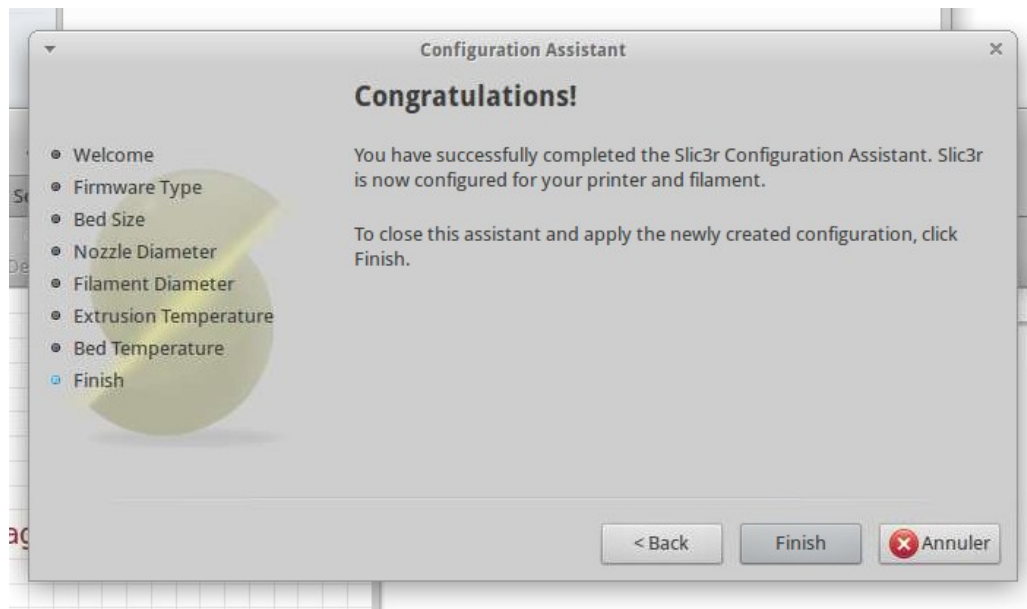 Configuration Assistant
Congratulations!
Welcome
Firmware Type
Bed Size
Nozzle Diameter
Filament Diameter
Extrusion Temperature
Bed Temperature
Finish
You have successfully completed the Slic3r Configuration Assistant. Slic3r
is now configured for your printer and filament.
To close this assistant and apply the newly created configuration, click
Finish.
< Back
Finish
Annuler